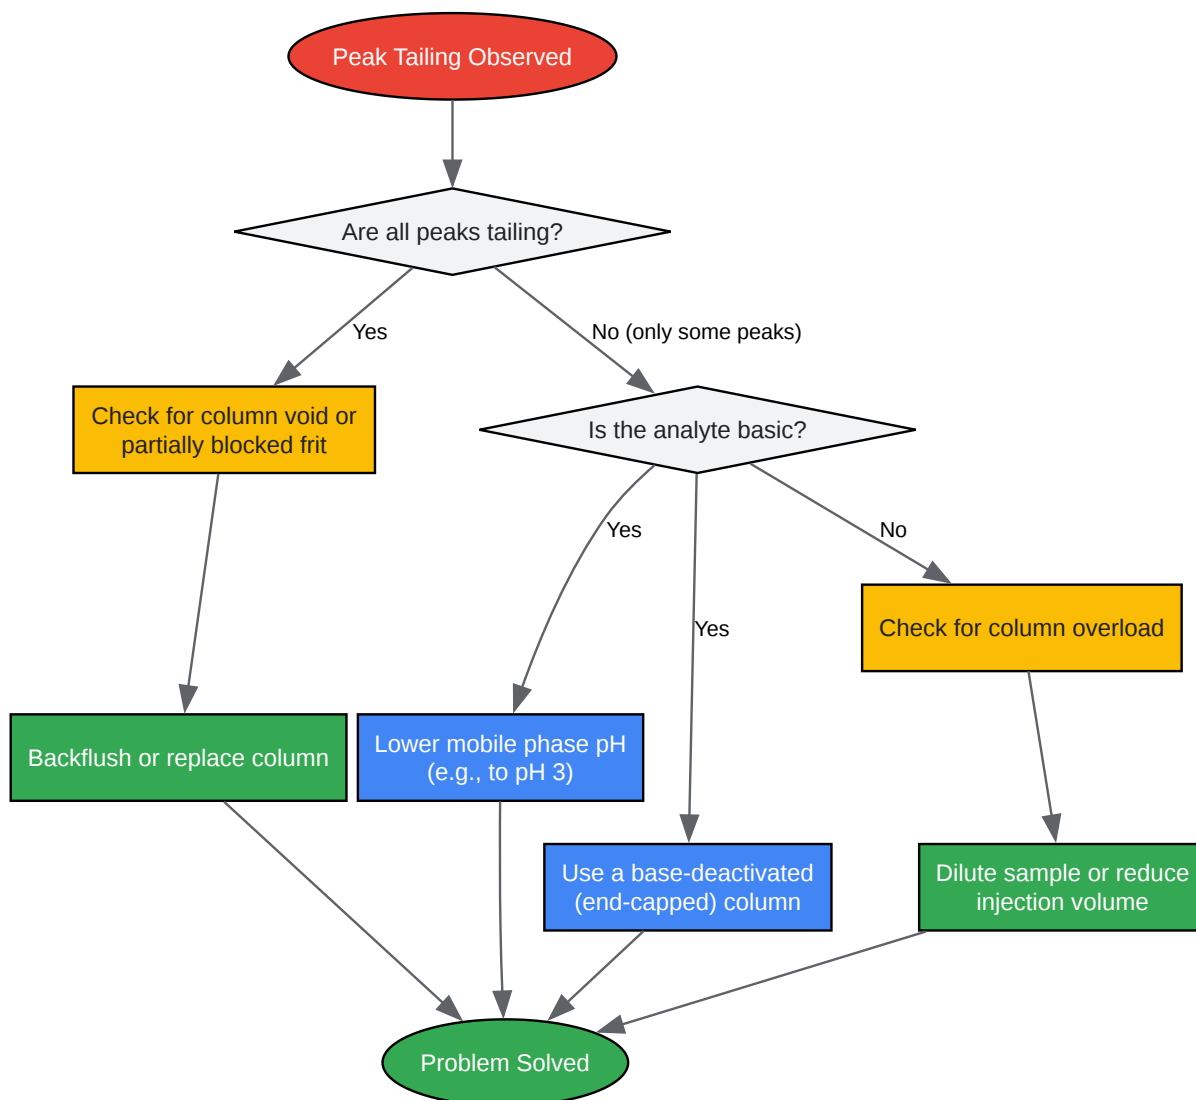 Peak Tailing Observed
Are all peaks tailing?
Yes
No (only some peaks)
Check for column void or
partially blocked frit
Is the analyte basic?
Yes
No
Yes
Check for column overload
Backflush or replace column
Lower mobile phase pH
(e.g., to pH 3)
Use a base-deactivated
(end-capped) column
Dilute sample or reduce
injection volume
Problem Solved